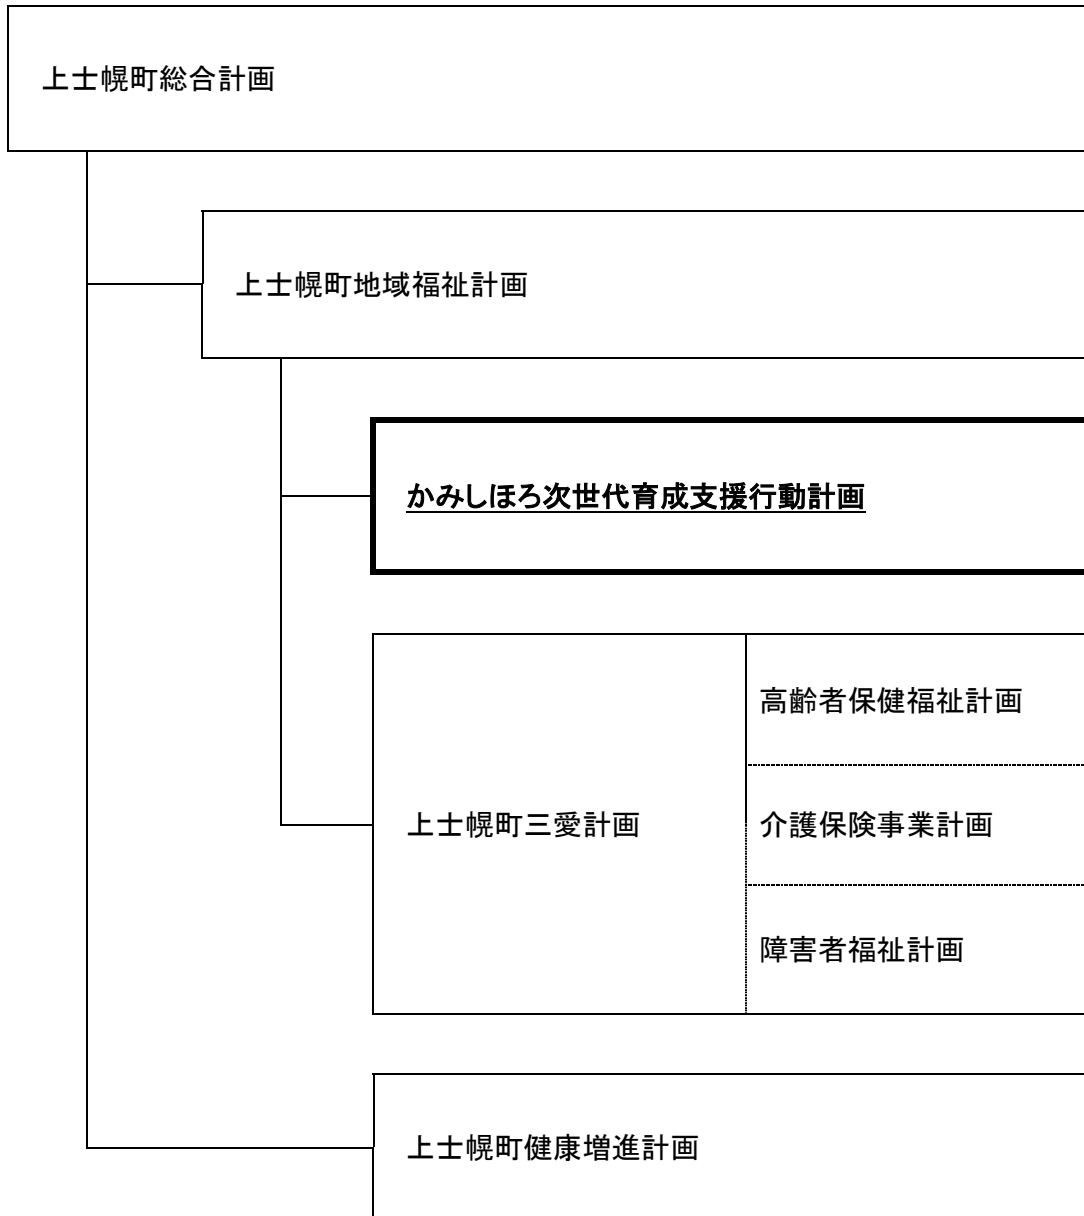 上士幌町総合計画
上士幌町地域福祉計画
かみしほろ次世代育成支援行動計画
高齢者保健福祉計画
上士幌町三愛計画
介護保険事業計画
障害者福祉計画
上士幌町健康増進計画